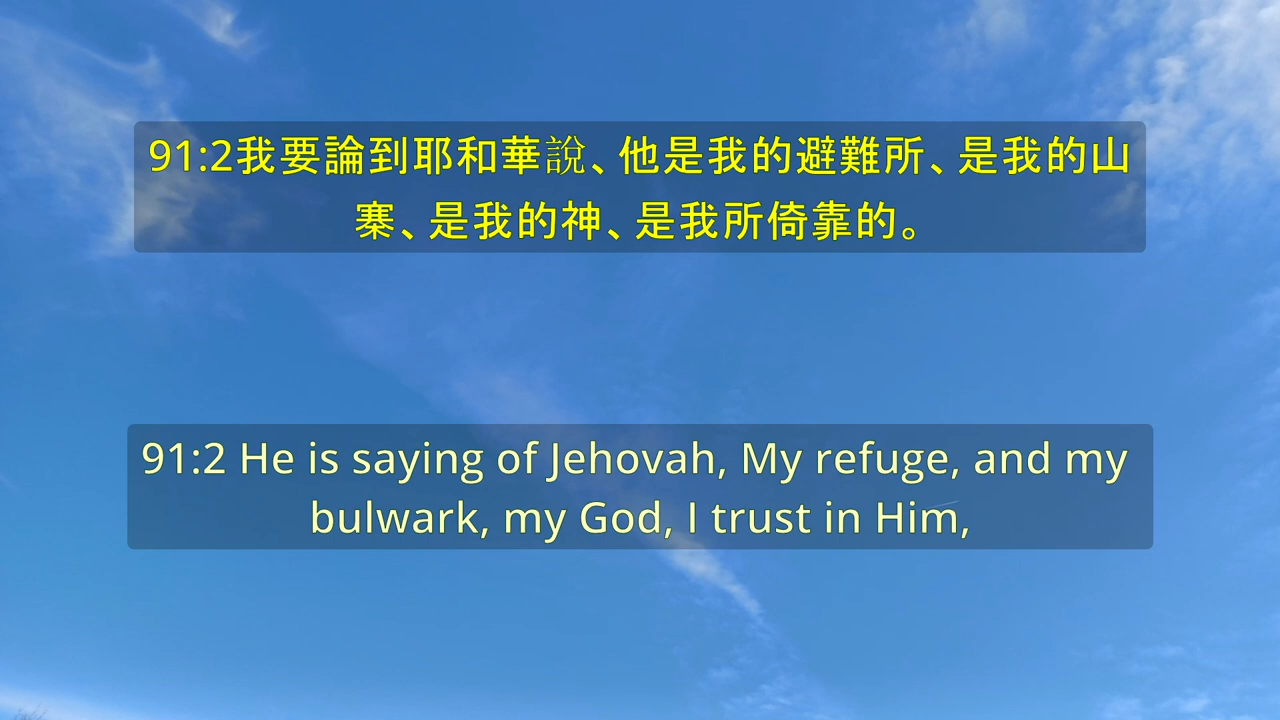 91:2我要論到耶和華說、他是我的避難所、是我的山
寨、是我的神、是我所倚靠的。
91:2 He is saying of Jehovah, My refuge, and my
bulwark, my God, I trust in Him,